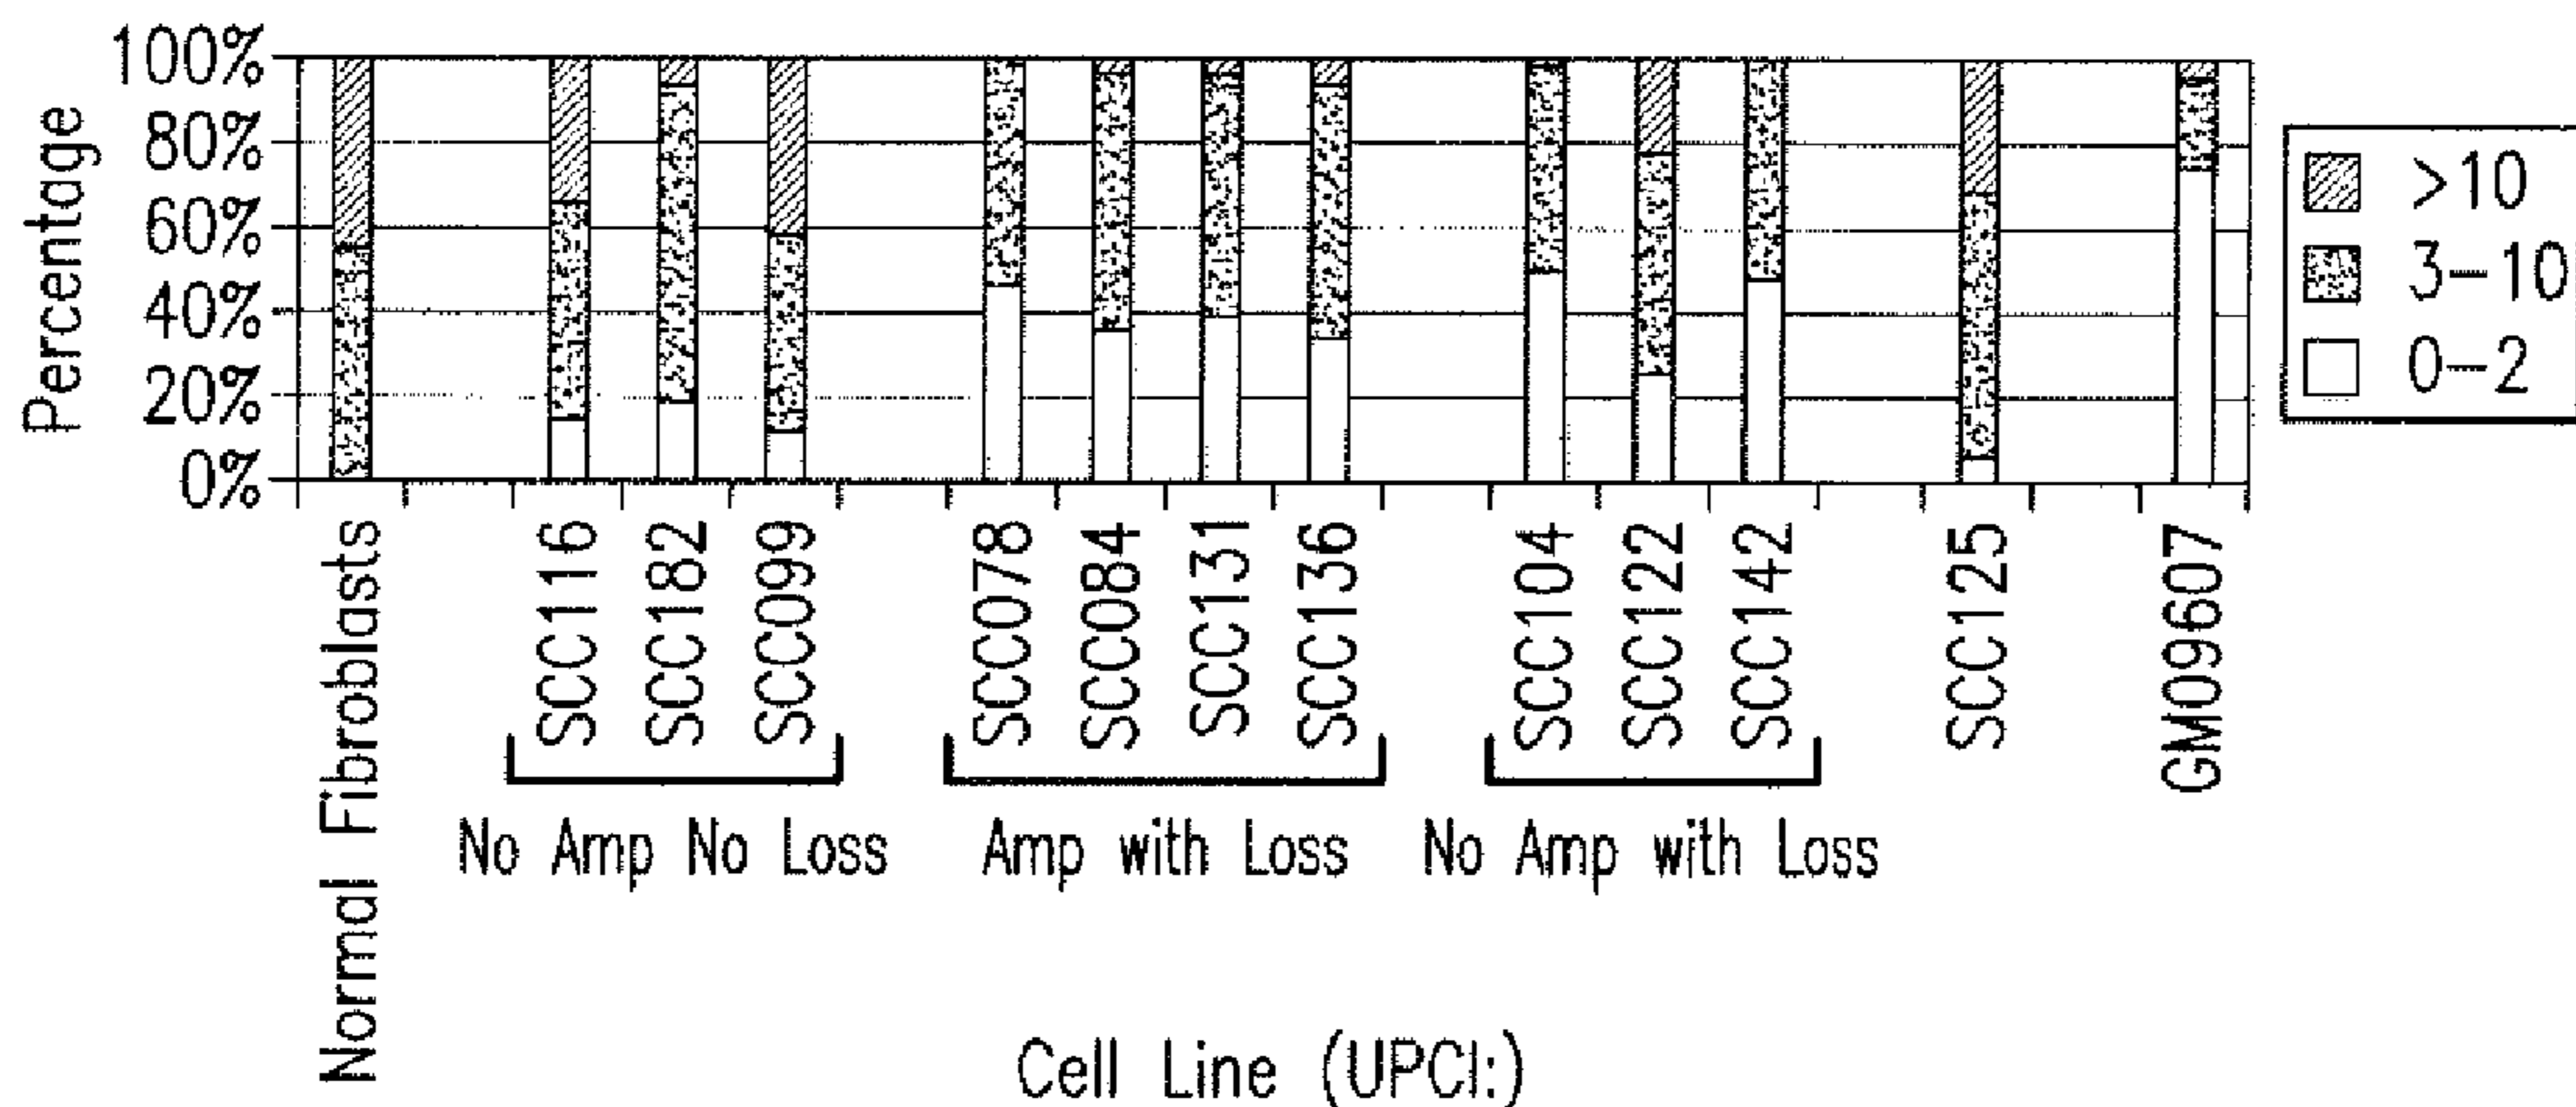 Percentage
100%
80%
60%
40%
20%
0%
>10
3-10
0-2
Normal Fibroblasts
SCC116
SCC182
SCC099
SCC078
SCC084
SCC131
SCC136
SCC104
SCC122
SCC142
SCC125
GM09607
No Amp No Loss
Amp with Loss
No Amp with Loss
Cell Line (UPCI:)